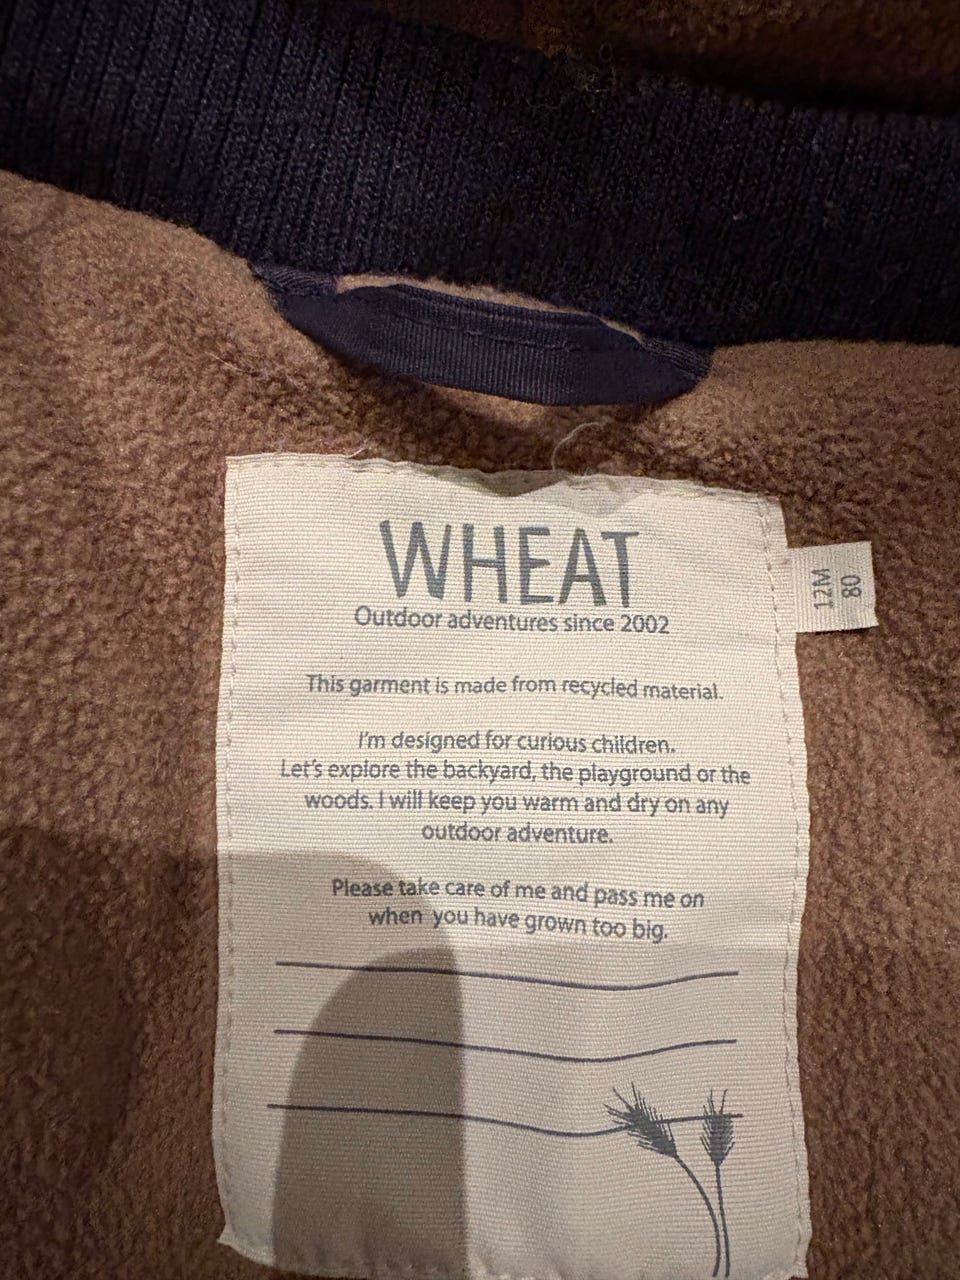 WHEAT
Outdoor adventures since 2002
12M
80
This garment is made from recycled material.
I'm designed for curious children.
Let's explore the backyard, the playground or the
woods. I will keep you warm and dry on any
outdoor adventure.
Please take care of me and pass me on
when you have grown too big.